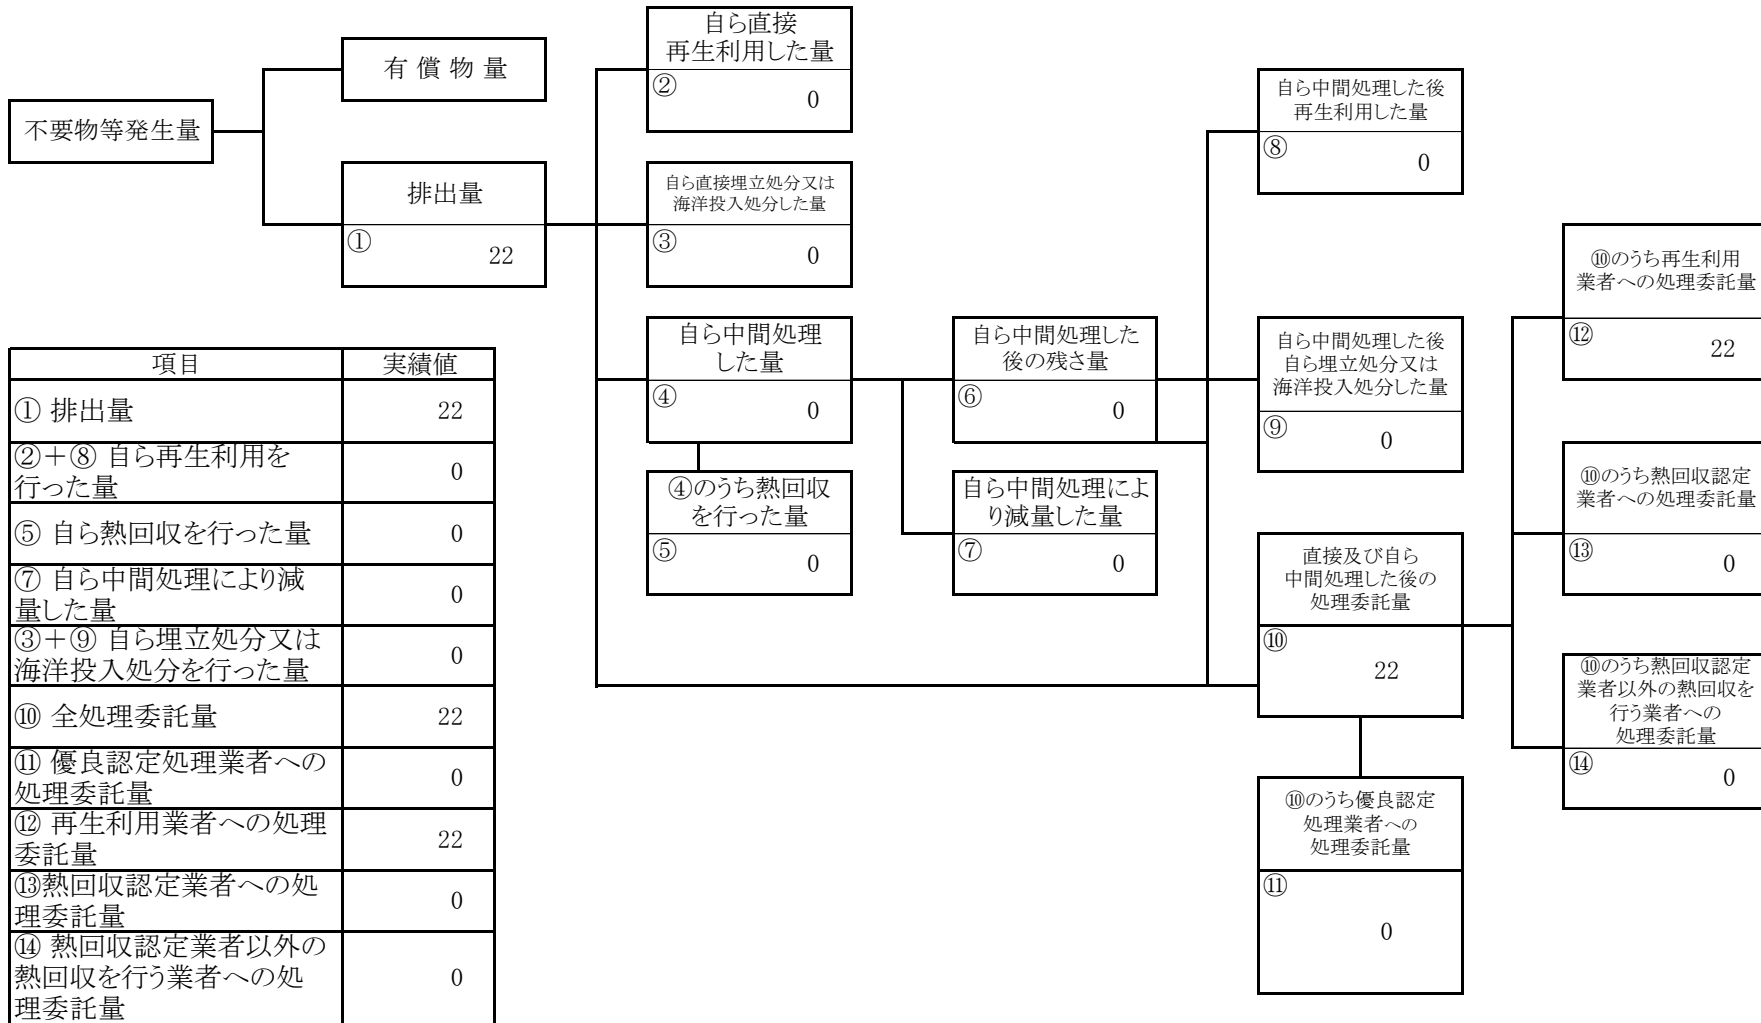 不要物等発生量
有 償 物 量
排出量
①
22
自ら直接
再生利用した量
②
0
自ら直接埋立処分又は
海洋投入処分した量
③
0
自ら中間処理
した量
④
0
④のうち熱回収
を行った量
⑤
0
自ら中間処理した
後の残さ量
⑥
0
自ら中間処理によ
り減量した量
⑦
0
自ら中間処理した後
再生利用した量
⑧
0
自ら中間処理した後
自ら埋立処分又は
海洋投入処分した量
⑨
0
直接及び自ら
中間処理した後の
処理委託量
⑩
22
⑩のうち優良認定
処理業者への
処理委託量
⑪
0
⑩のうち再生利用
業者への処理委託量
⑫
22
⑩のうち熱回収認定
業者への処理委託量
⑬
0
⑩のうち熱回収認定
業者以外の熱回収を
行う業者への
処理委託量
⑭
0
項目 実績値
① 排出量 22
②＋⑧ 自ら再生利用を
行った量 0
⑤ 自ら熱回収を行った量 0
⑦ 自ら中間処理により減
量した量 0
③＋⑨ 自ら埋立処分又は
海洋投入処分を行った量 0
⑩ 全処理委託量 22
⑪ 優良認定処理業者への
処理委託量 0
⑫ 再生利用業者への処理
委託量 22
⑬熱回収認定業者への処
理委託量 0
⑭ 熱回収認定業者以外の
熱回収を行う業者への処
理委託量 0